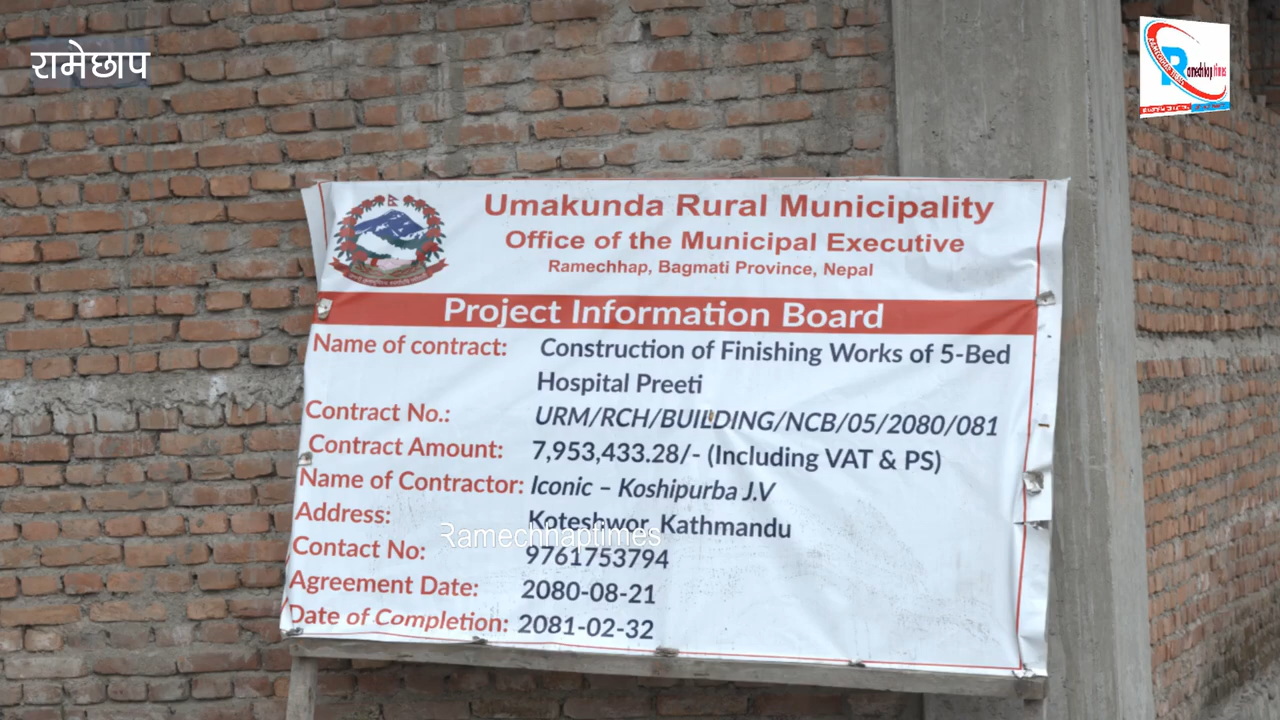 रामेछाप
Ramechhap times
Umakunda Rural Municipality
Office of the Municipal Executive
Ramechhap, Bagmati Province, Nepal
Project Information Board
Name of contract: Construction of Finishing Works of 5-Bed
Hospital Preeti
Contract No.: URM/RCH/BUILDING/NCB/05/2080/081
Contract Amount: 7,953,433.28/- (Including VAT & PS)
Name of Contractor: Iconic – Koshipurba J.V
Address: Koteshwor, Kathmandu
Ramechhaptimes
Contact No: 9761753794
Agreement Date: 2080-08-21
Date of Completion: 2081-02-32